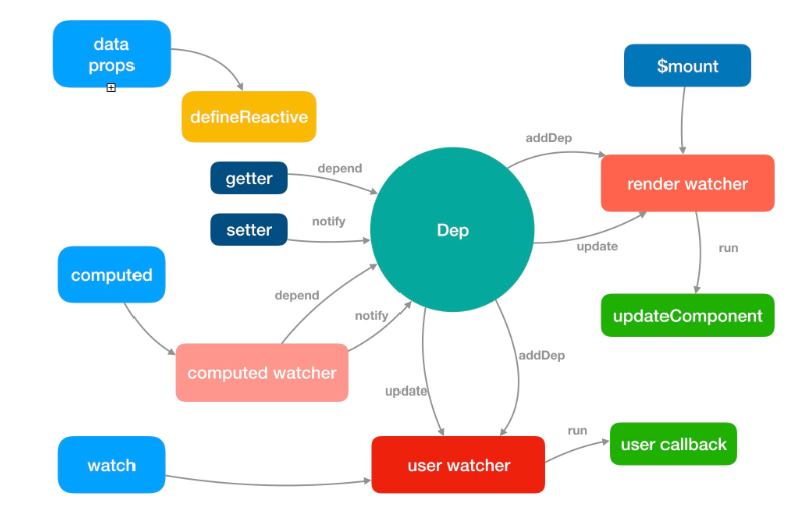 data
props
$mount
defineReactive
addDep
getter
depend
render watcher
setter
notify
Dep
update
run
computed
depend
notify
updateComponent
computed watcher
addDep
update
watch
user watcher
run
user callback